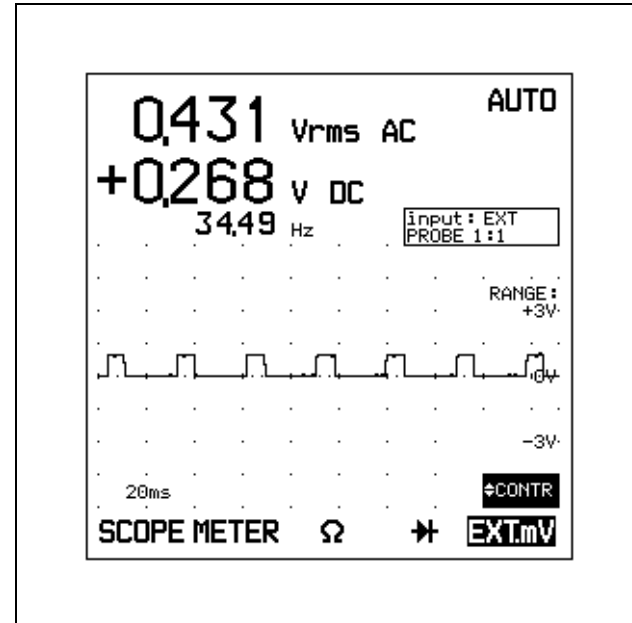 AUTO
0,431 Vrms AC
+0,268 V DC
34,49 Hz
input: EXT
PROBE 1:1
RANGE:
+3V
0V
-3V
20ms
CONTR
SCOPE METER Ω EXT.mV